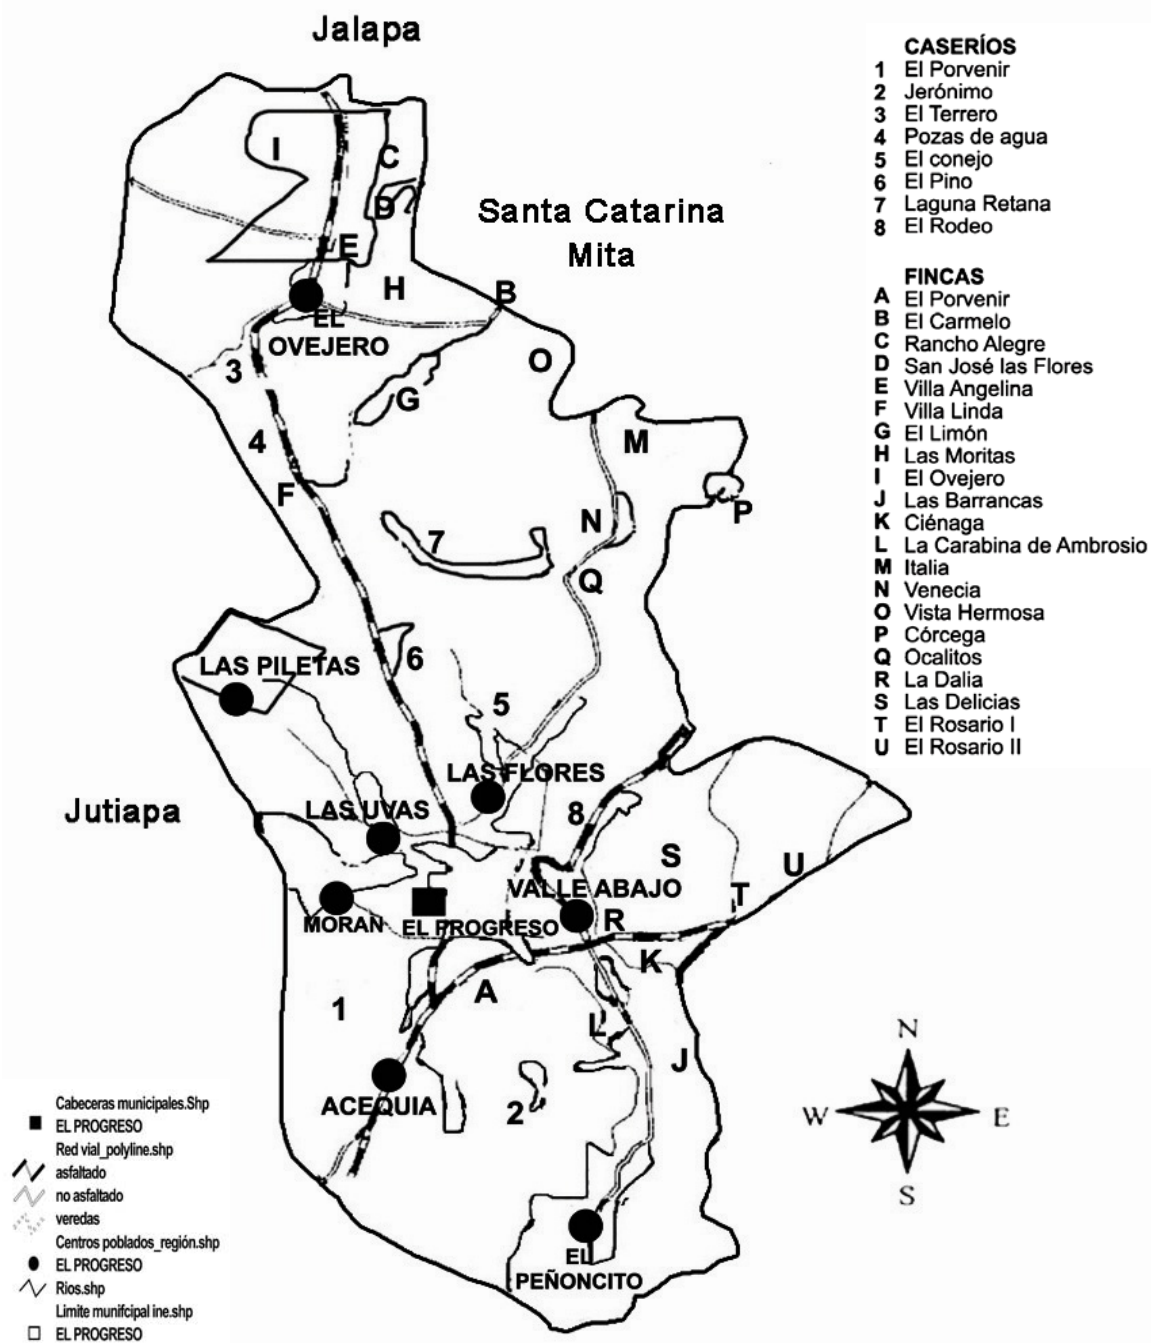 Jalapa
CASERÍOS
1 El Porvenir
2 Jerónimo
3 El Terrero
4 Pozas de agua
5 El conejo
6 El Pino
7 Laguna Retana
8 El Rodeo
FINCAS
A El Porvenir
B El Carmelo
C Rancho Alegre
D San José las Flores
E Villa Angelina
F Villa Linda
G El Limón
H Las Moritas
I El Ovejero
J Las Barrancas
K Ciénaga
L La Carabina de Ambrosio
M Italia
N Venecia
O Vista Hermosa
P Córcega
Q Ocalitos
R La Dalia
S Las Delicias
T El Rosario I
U El Rosario II
I
C
D
Santa Catarina
Mita
E
H
B
EL
OVEJERO
O
3
G
4
M
F
P
N
7
Q
6
LAS PILETAS
5
LAS FLORES
Jutiapa
LAS UVAS
8
S
U
VALLE ABAJO
T
MORAN
EL PROGRESO
R
K
A
1
L
J
ACEQUIA
2
EL
PEÑONCITO
N
W
E
S
Cabeceras municipales.Shp
EL PROGRESO
Red vial_polyline.shp
asfaltado
no asfaltado
veredas
Centros poblados_región.shp
EL PROGRESO
Rios.shp
Limite munifcipal ine.shp
EL PROGRESO